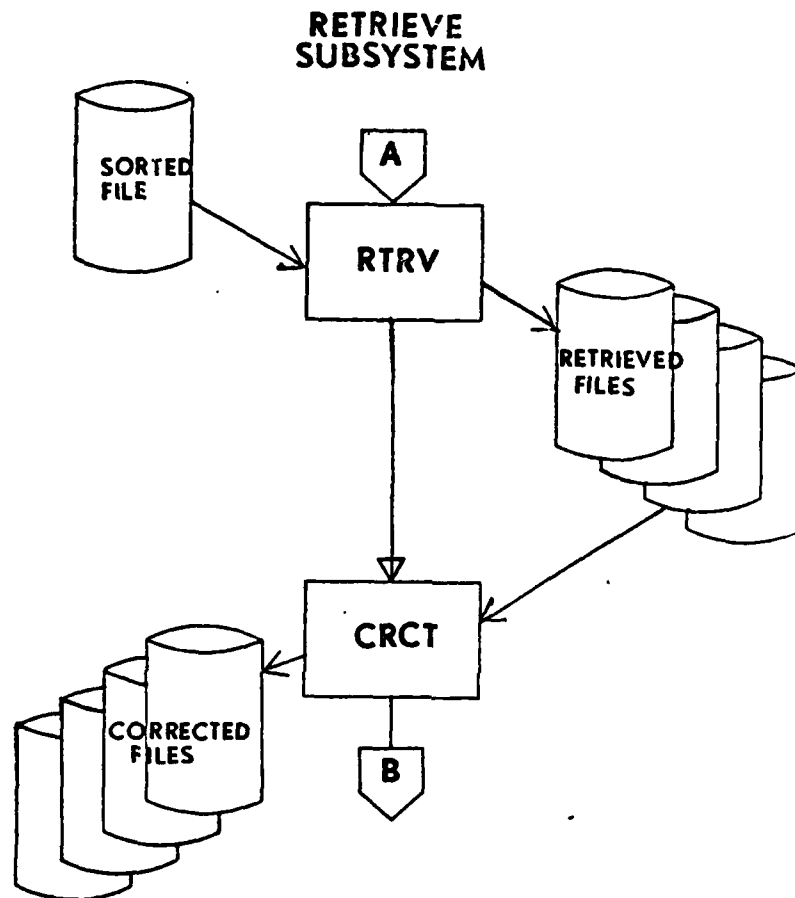 RETRIEVE
SUBSYSTEM
A
SORTED
FILE
RTRV
RETRIEVED
FILES
CRCT
CORRECTED
FILES
B